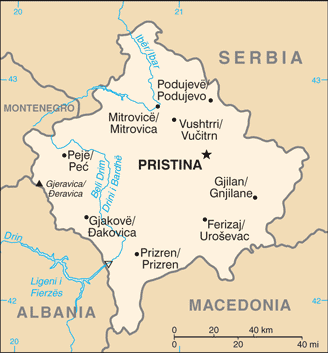 20
21
Ibër/Ibar
SERBIA
43
43
Podujevë/
Podujevo
MONTENEGRO
Mitrovicë/
Mitrovica
Vushtrri/
Vučitrn
Pejë/
Peć
PRISTINA
Gjeravica/
Đeravica
Beli Drim
Drini i Bardhë
Gjilan/
Gnjilane
Gjakovë/
Đakovica
Ferizaj/
Uroševac
Drin
Prizren/
Prizren
Ligeni i
Fierzës
42
42
ALBANIA
MACEDONIA
0 20 40 km
0 20 40 mi
20
21